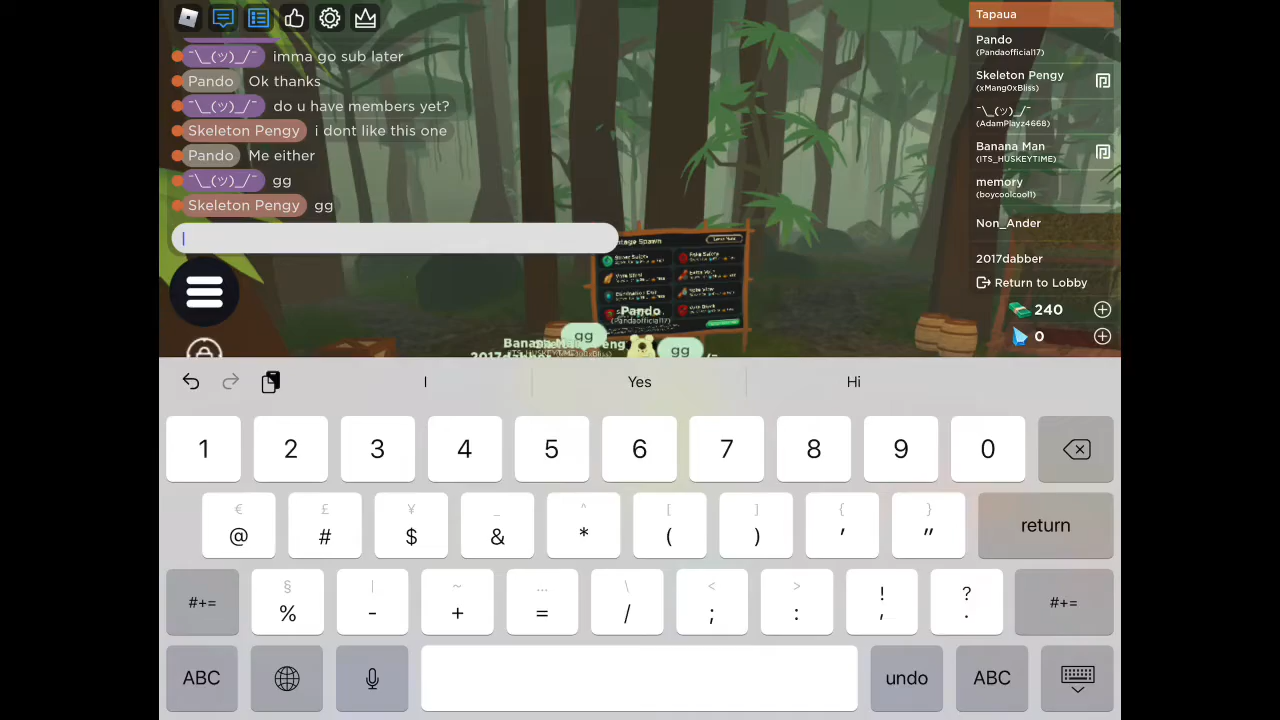 ¯\_(ツ)_/¯ imma go sub later
Pando Ok thanks
¯\_(ツ)_/¯ do u have members yet?
Skeleton Pengy i dont like this one
Pando Me either
¯\_(ツ)_/¯ gg
Skeleton Pengy gg
Tapaua
Pando
(Pandaofficial17)
Skeleton Pengy
(xMang0xBliss)
¯\_(ツ)_/¯
(AdamPlayz4668)
Banana Man
(ITS_HUSKEYTIME)
memory
(boycoolcool1)
Non_Ander
2017dabber
Return to Lobby
240
0
Pando
(Pandaofficial17)
gg
gg
2017dabber
I Yes Hi
1 2 3 4 5 6 7 8 9 0
€ £ ¥ _ ^ [ ] { }
@ # $ & * ( ) ' " return
§ | ~ … \ < > ! ?
#+= % - + = / ; : , . #+=
ABC undo ABC